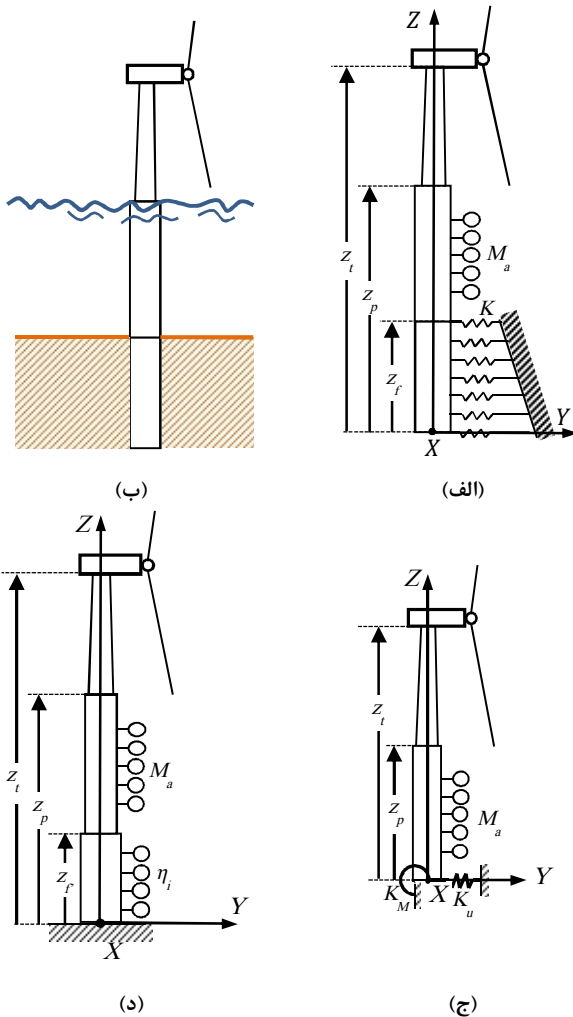 Z
z_t
z_p
M_a
K
z_f
Y
X
(الف)
(ب)
Z
z_t
z_p
M_a
K_M
X
K_u
Y
(ج)
Z
z_t
z_p
M_a
z_f'
η_i
Y
X
(د)